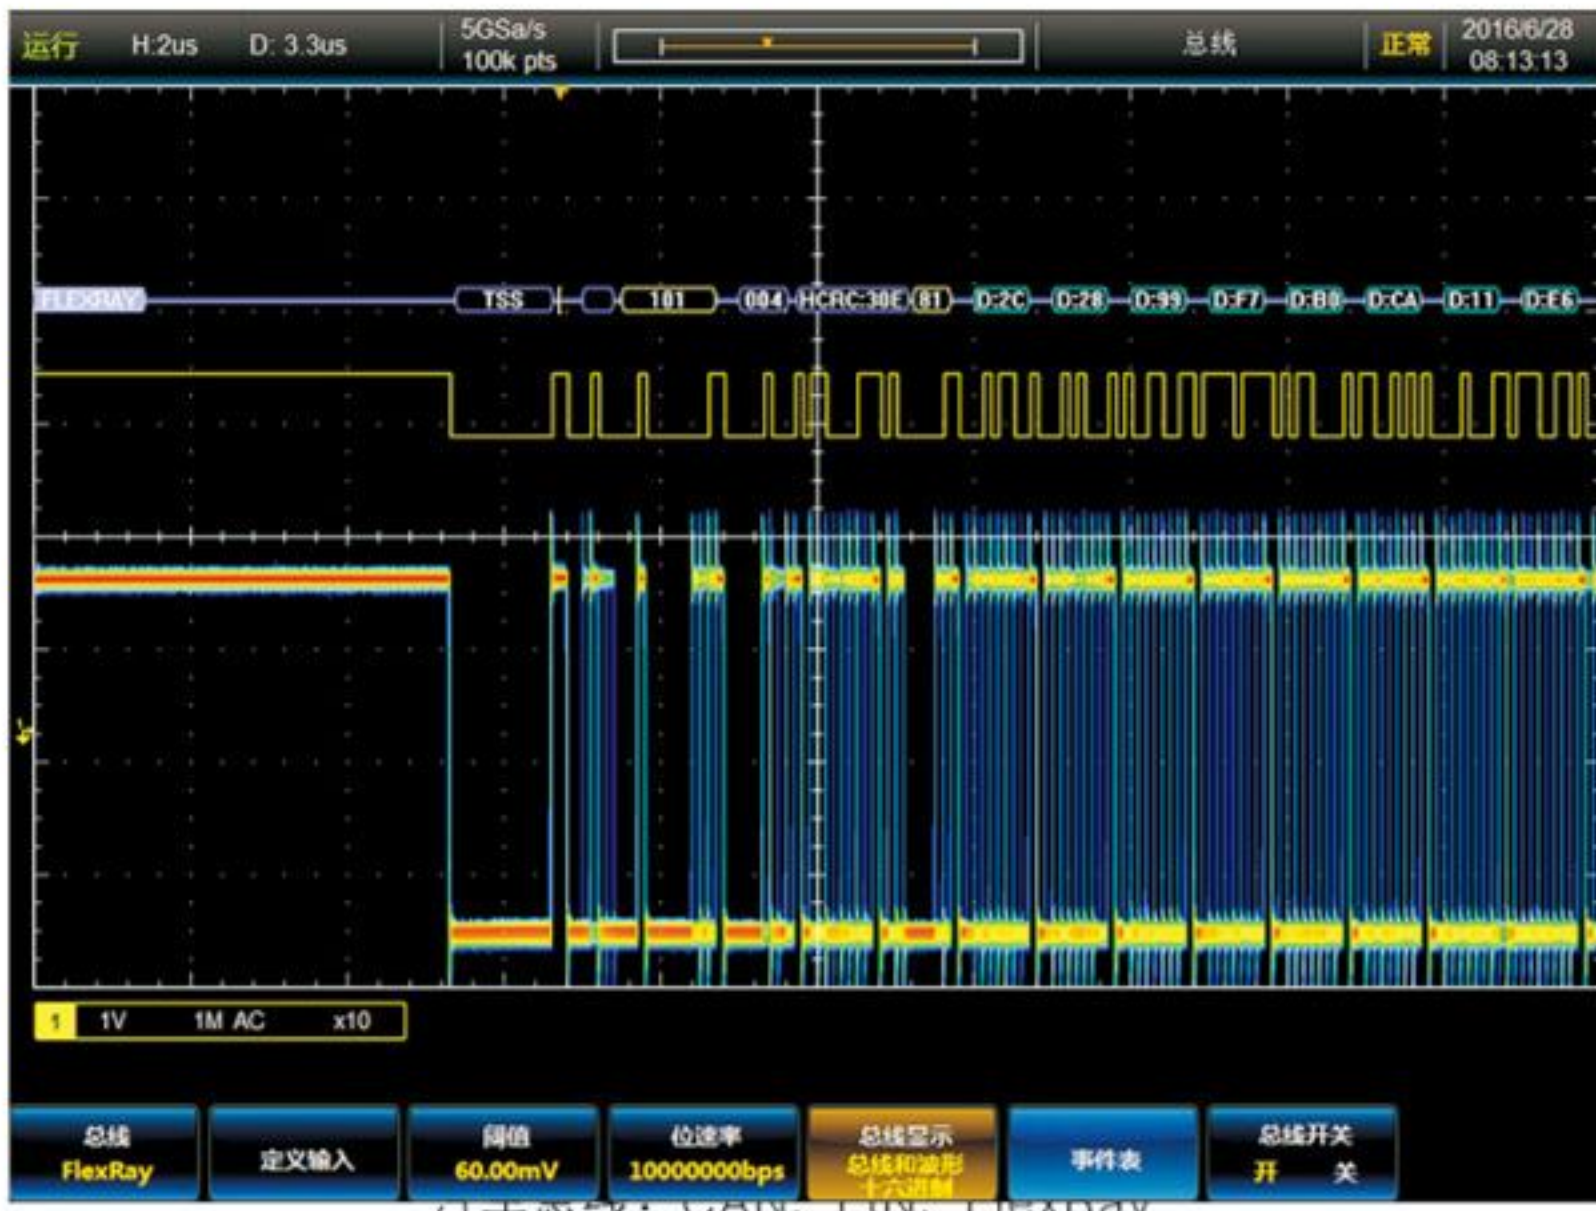 运行 H:2us D: 3.3us 5GSa/s 100k pts 总线 正常 2016/6/28 08:13:13
FLEXRAY TSS 101 004 HCRC:30E 81 D:2C D:28 D:99 D:F7 D:B0 D:CA D:11 D:E6
1 1V 1M AC x10
总线 FlexRay
定义输入
阈值 60.00mV
位速率 10000000bps
总线显示 总线和波形 十六进制
事件表
总线开关 开 关